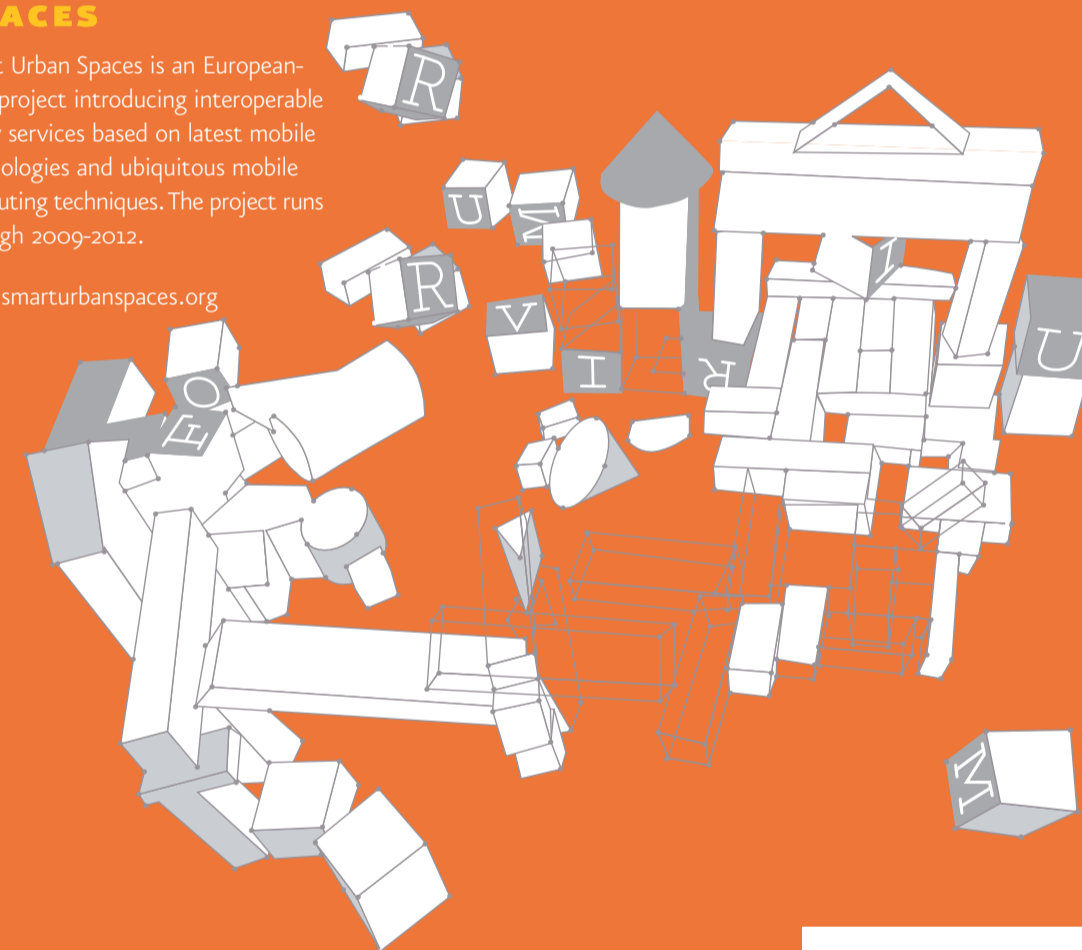 ACES
t Urban Spaces is an European-
project introducing interoperable
y services based on latest mobile
ologies and ubiquitous mobile
uting techniques. The project runs
gh 2009-2012.
smarturbanspaces.org
R
U
M
R
V
I
I
R
U
O
E
M